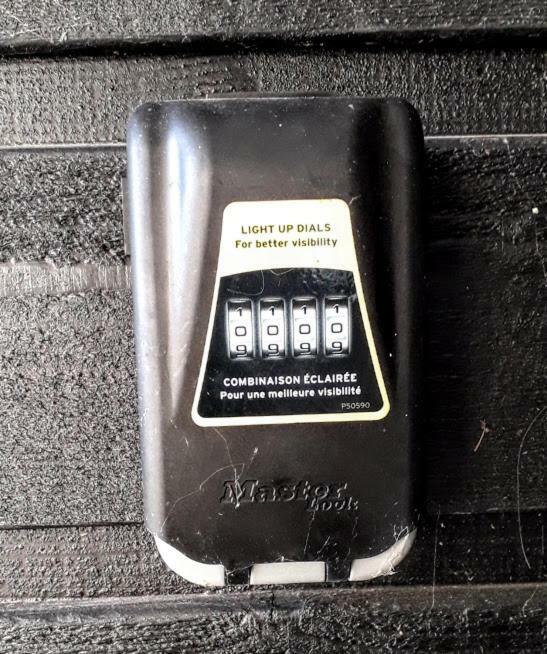 LIGHT UP DIALS
For better visibility
1 1 1 1
0 0 0 0
9 9 9 9
COMBINAISON ÉCLAIRÉE
Pour une meilleure visibilité
P50590
Master
Lock